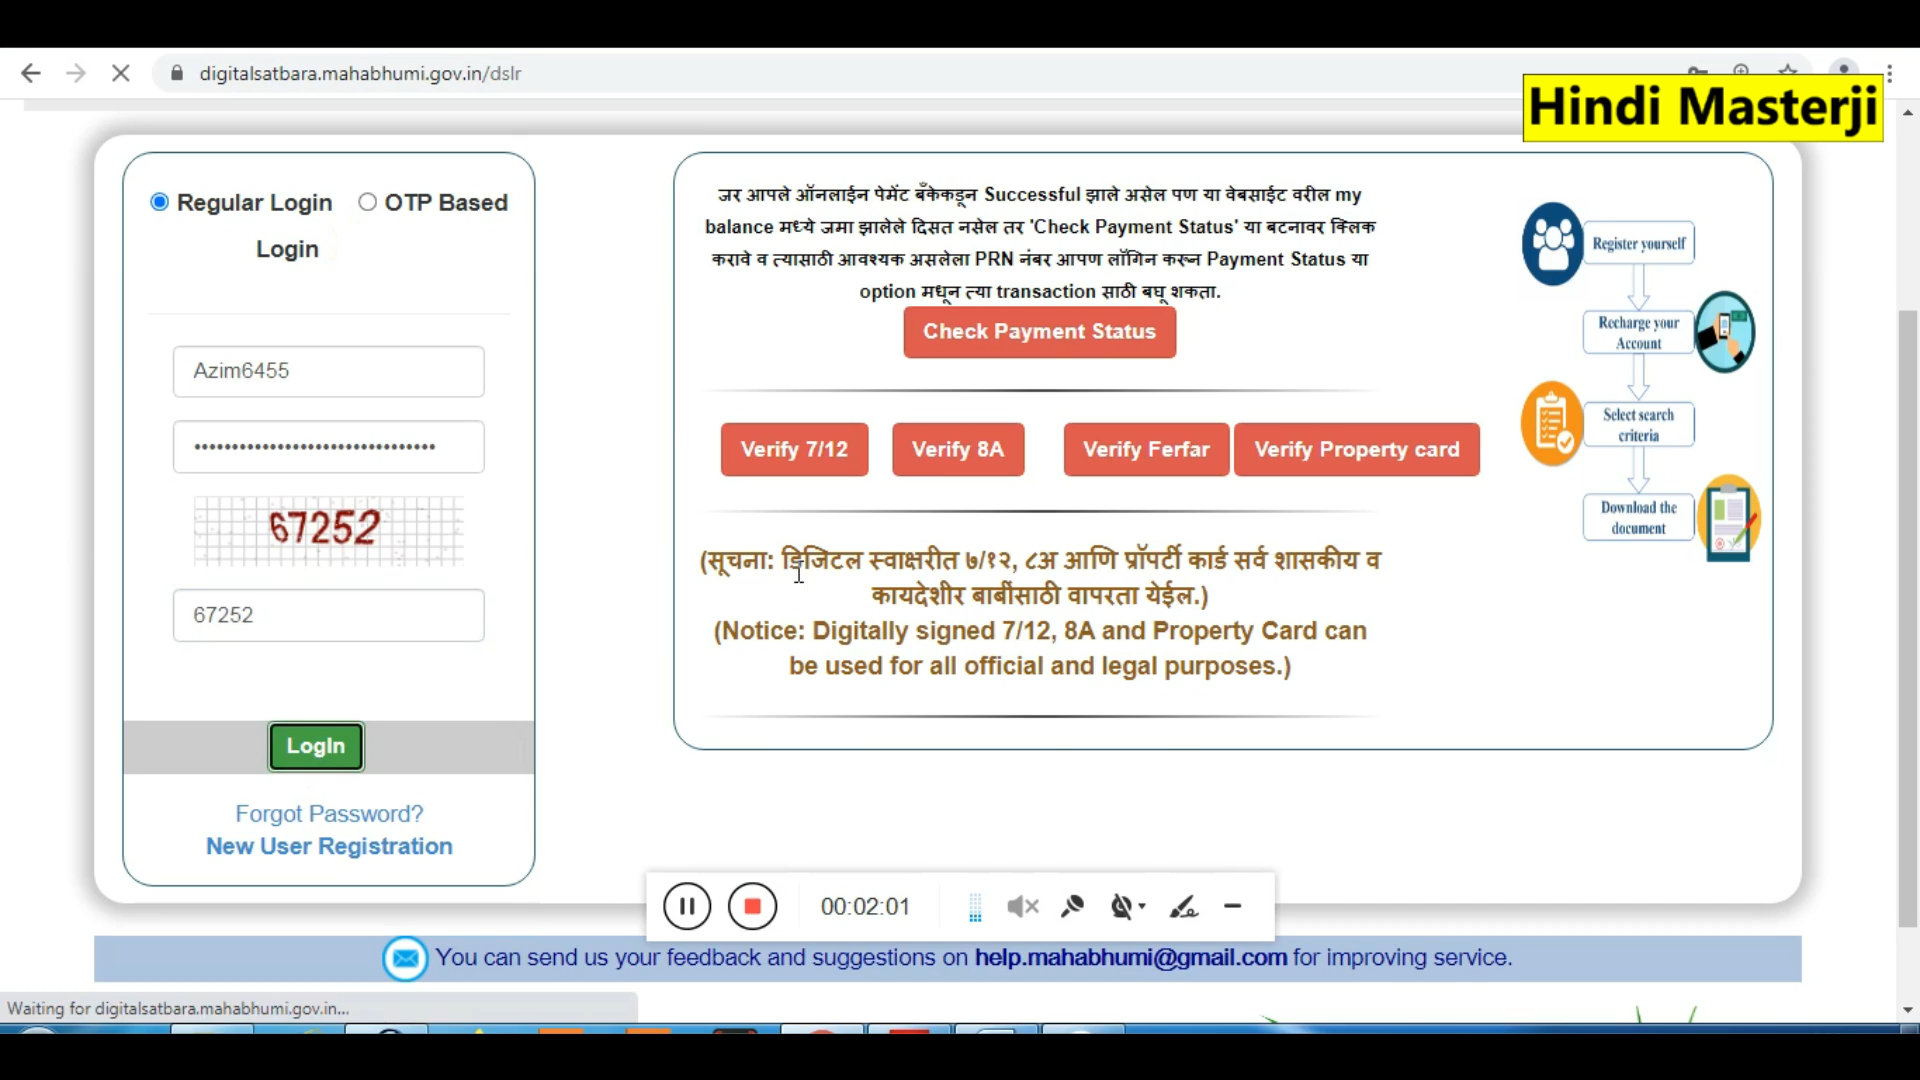 digitalsatbara.mahabhumi.gov.in/dslr
Hindi Masterji
Regular Login OTP Based
Login
Azim6455
••••••••••••••••••••••••••••••••
67252
67252
LogIn
Forgot Password?
New User Registration
जर आपले ऑनलाईन पेमेंट बँकेकडून Successful झाले असेल पण या वेबसाईट वरील my
balance मध्ये जमा झालेले दिसत नसेल तर 'Check Payment Status' या बटनावर क्लिक
करावे व त्यासाठी आवश्यक असलेला PRN नंबर आपण लॉगिन करून Payment Status या
option मधून त्या transaction साठी बघू शकता.
Check Payment Status
Verify 7/12 Verify 8A Verify Ferfar Verify Property card
(सूचना: डिजिटल स्वाक्षरीत ७/१२, ८अ आणि प्रॉपर्टी कार्ड सर्व शासकीय व
कायदेशीर बाबींसाठी वापरता येईल.)
(Notice: Digitally signed 7/12, 8A and Property Card can
be used for all official and legal purposes.)
Register yourself
Recharge your
Account
Select search
criteria
Download the
document
00:02:01
You can send us your feedback and suggestions on help.mahabhumi@gmail.com for improving service.
Waiting for digitalsatbara.mahabhumi.gov.in...